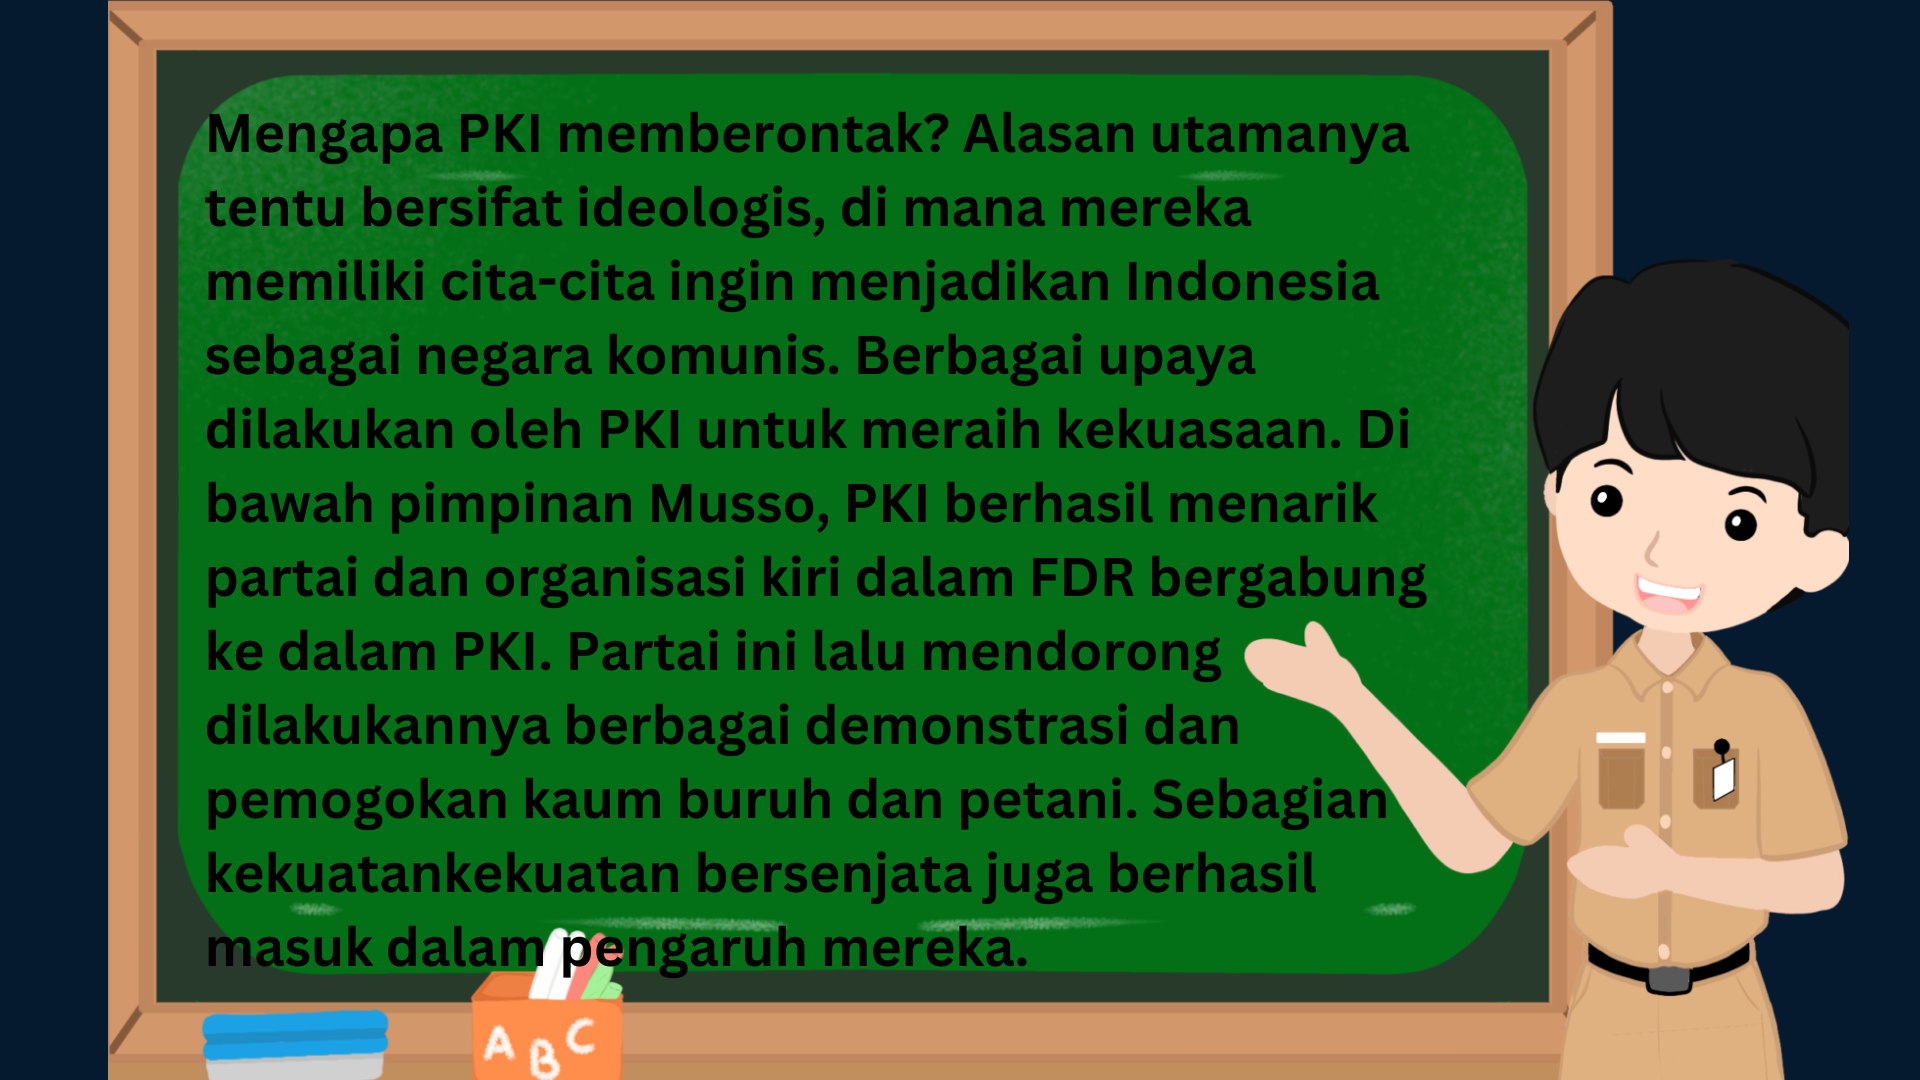 Mengapa PKI memberontak? Alasan utamanya
tentu bersifat ideologis, di mana mereka
memiliki cita-cita ingin menjadikan Indonesia
sebagai negara komunis. Berbagai upaya
dilakukan oleh PKI untuk meraih kekuasaan. Di
bawah pimpinan Musso, PKI berhasil menarik
partai dan organisasi kiri dalam FDR bergabung
ke dalam PKI. Partai ini lalu mendorong
dilakukannya berbagai demonstrasi dan
pemogokan kaum buruh dan petani. Sebagian
kekuatankekuatan bersenjata juga berhasil
masuk dalam pengaruh mereka.
A B C